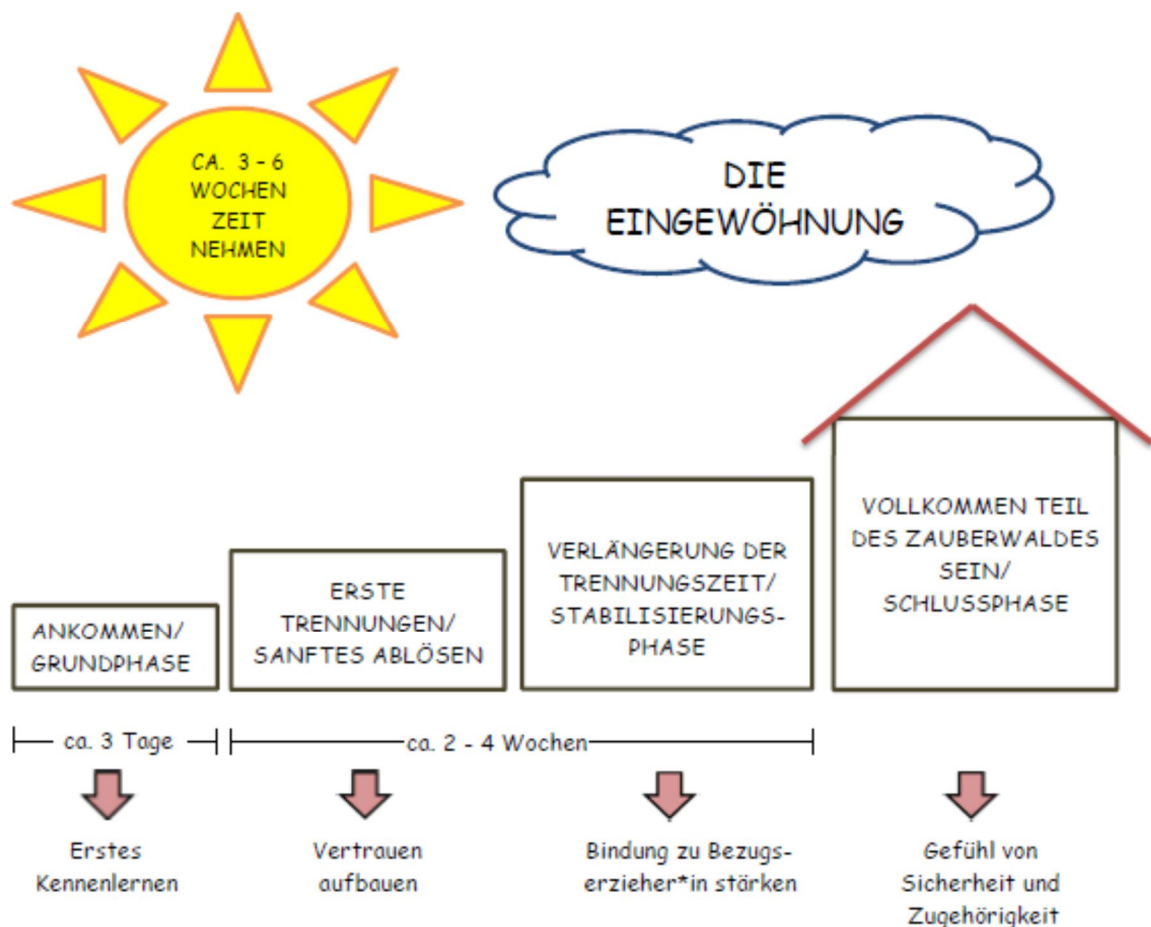 CA. 3 - 6
WOCHEN
ZEIT
NEHMEN
DIE
EINGEWÖHNUNG
ANKOMMEN/
GRUNDPHASE
ERSTE
TRENNUNGEN/
SANFTES ABLÖSEN
VERLÄNGERUNG DER
TRENNUNGSZEIT/
STABILISIERUNGS-
PHASE
VOLLKOMMEN TEIL
DES ZAUBERWALDES
SEIN/
SCHLUSSPHASE
ca. 3 Tage
ca. 2 - 4 Wochen
Erstes
Kennenlernen
Vertrauen
aufbauen
Bindung zu Bezugs-
erzieher*in stärken
Gefühl von
Sicherheit und
Zugehörigkeit